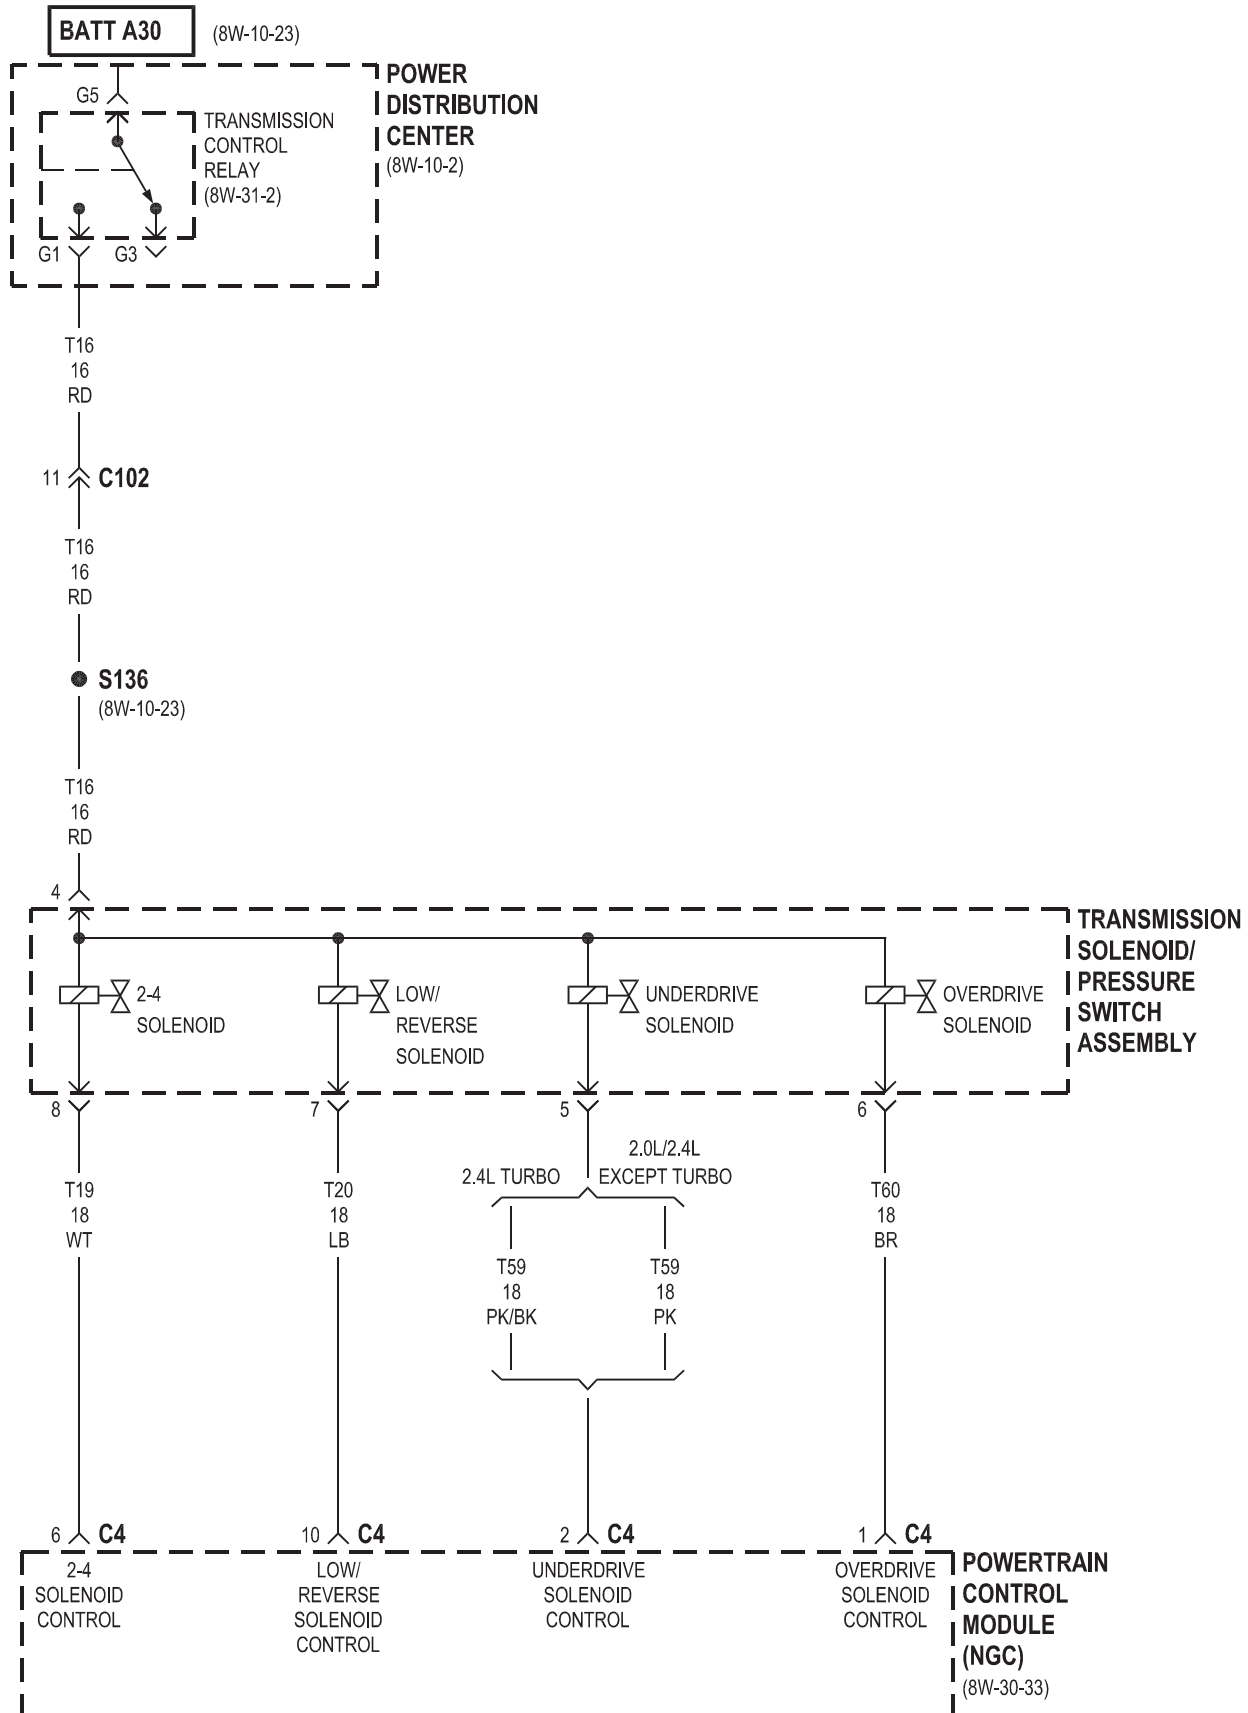 BATT A30 (8W-10-23)
POWER
DISTRIBUTION
CENTER
(8W-10-2)
G5
TRANSMISSION
CONTROL
RELAY
(8W-31-2)
G1 G3
T16
16
RD
11 C102
T16
16
RD
S136
(8W-10-23)
T16
16
RD
4
TRANSMISSION
SOLENOID/
PRESSURE
SWITCH
ASSEMBLY
2-4
SOLENOID
LOW/
REVERSE
SOLENOID
UNDERDRIVE
SOLENOID
OVERDRIVE
SOLENOID
8 7 5 6
2.4L TURBO
2.0L/2.4L
EXCEPT TURBO
T19
18
WT
T20
18
LB
T59
18
PK/BK
T59
18
PK
T60
18
BR
6 C4 10 C4 2 C4 1 C4
2-4
SOLENOID
CONTROL
LOW/
REVERSE
SOLENOID
CONTROL
UNDERDRIVE
SOLENOID
CONTROL
OVERDRIVE
SOLENOID
CONTROL
POWERTRAIN
CONTROL
MODULE
(NGC)
(8W-30-33)